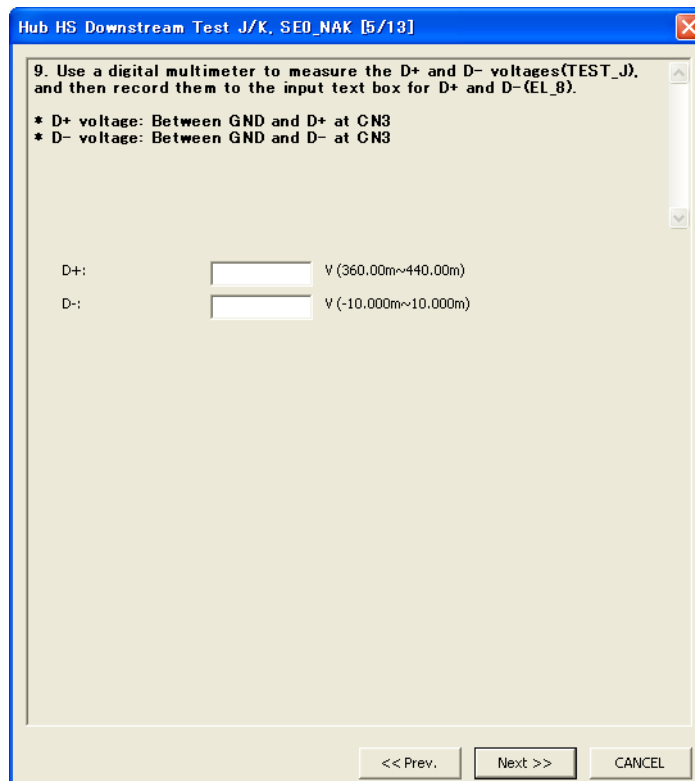 Hub HS Downstream Test J/K, SE0_NAK [5/13]
9. Use a digital multimeter to measure the D+ and D- voltages(TEST_J),
and then record them to the input text box for D+ and D-(EL_8).
* D+ voltage: Between GND and D+ at CN3
* D- voltage: Between GND and D- at CN3
D+: V (360.00m~440.00m)
D-: V (-10.000m~10.000m)
<< Prev. Next >> CANCEL